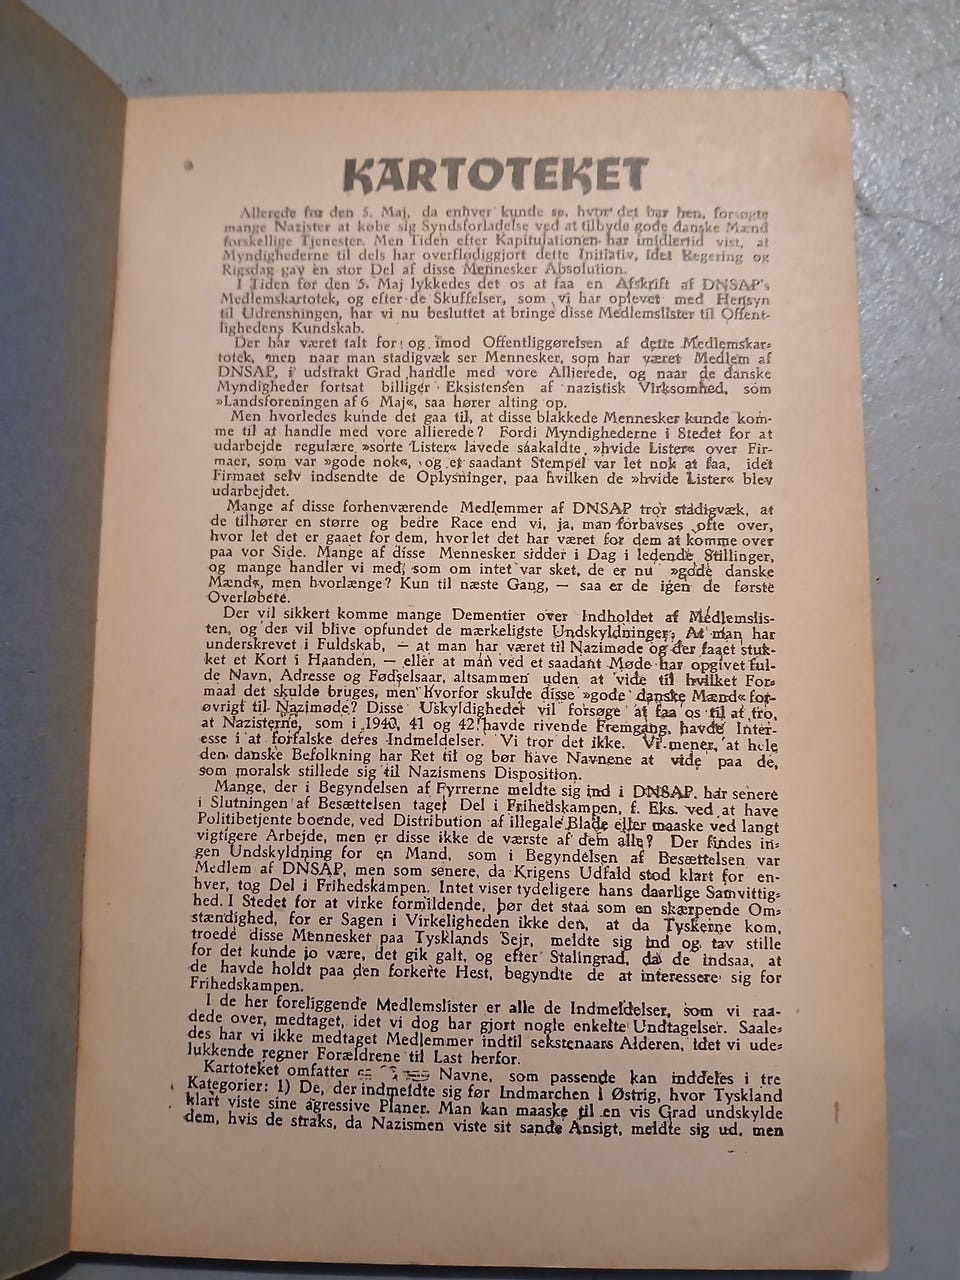 KARTOTEKET
Allerede før den 5. Maj, da enhver kunde se, hvor det bar hen, forsøgte
mange Nazister at købe sig Syndsforladelse ved at tilbyde gode danske Mænd
forskellige Tjenester. Men Tiden efter Kapitulationen har imidlertid vist, at
Myndighederne til dels har overflødiggjort dette Initiativ, idet Regering og
Rigsdag gav en stor Del af disse Mennesker Absolution.
I Tiden før den 5. Maj lykkedes det os at faa en Afskrift af DNSAP's
Medlemskartotek, og efter de Skuffelser, som vi har oplevet med Hensyn
til Udrensningen, har vi nu besluttet at bringe disse Medlemslister til Offent-
lighedens Kundskab.
Der har været talt for og imod Offentliggørelsen af dette Medlemskar-
totek, men naar man stadigvæk ser Mennesker, som har været Medlem af
DNSAP, i udstrakt Grad handle med vore Allierede, og naar de danske
Myndigheder fortsat billiger Eksistensen af nazistisk Virksomhed, som
»Landsforeningen af 6 Maj«, saa hører alting op.
Men hvorledes kunde det gaa til, at disse blakkede Mennesker kunde kom-
me til at handle med vore allierede? Fordi Myndighederne i Stedet for at
udarbejde regulære »sorte Lister« lavede saakaldte »hvide Lister« over Fir-
maer, som var »gode nok«, og et saadant Stempel var let nok at faa, idet
Firmaet selv indsendte de Oplysninger, paa hvilken de »hvide Lister« blev
udarbejdet.
Mange af disse forhenværende Medlemmer af DNSAP tror stadigvæk, at
de tilhører en større og bedre Race end vi, ja, man forbavses ofte over,
hvor let det er gaaet for dem, hvor let det har været for dem at komme over
paa vor Side. Mange af disse Mennesker sidder i Dag i ledende Stillinger,
og mange handler vi med, som om intet var sket, de er nu »gode danske
Mænd«, men hvorlænge? Kun til næste Gang, — saa er de igen de første
Overløbere.
Der vil sikkert komme mange Dementier over Indholdet af Medlemslis-
ten, og der vil blive opfundet de mærkeligste Undskyldninger; At man har
underskrevet i Fuldskab, — at man har været til Nazimøde og der faaet stuk-
ket et Kort i Haanden, — eller at man ved et saadant Møde har opgivet ful-
de Navn, Adresse og Fødselsaar, altsammen uden at vide til hvilket For-
maal det skulde bruges, men hvorfor skulde disse »gode danske Mænd« for-
øvrigt til Nazimøde? Disse Uskyldigheder vil forsøge at faa os til at tro,
at Nazisterne, som i 1940, 41 og 42 havde rivende Fremgang, havde Inter-
esse i at forfalske deres Indmeldelser. Vi tror det ikke. Vi mener, at hele
den danske Befolkning har Ret til og bør have Navnene at vide paa de,
som moralsk stillede sig til Nazismens Disposition.
Mange, der i Begyndelsen af Fyrrerne meldte sig ind i DNSAP, har senere
i Slutningen af Besættelsen taget Del i Frihedskampen, f. Eks. ved at have
Politibetjente boende, ved Distribution af illegale Blade eller maaske ved langt
vigtigere Arbejde, men er disse ikke de værste af dem alle? Der findes in-
gen Undskyldning for en Mand, som i Begyndelsen af Besættelsen var
Medlem af DNSAP, men som senere, da Krigens Udfald stod klart for en-
hver, tog Del i Frihedskampen. Intet viser tydeligere hans daarlige Samvittig-
hed. I Stedet for at virke formildende, bør det staa som en skærpende Om-
stændighed, for er Sagen i Virkeligheden ikke den, at da Tyskerne kom,
troede disse Mennesker paa Tysklands Sejr, meldte sig ind og tav stille
for det kunde jo være, det gik galt, og efter Stalingrad, da de indsaa, at
de havde holdt paa den forkerte Hest, begyndte de at interessere sig for
Frihedskampen.
I de her foreliggende Medlemslister er alle de Indmeldelser, som vi raa-
dede over, medtaget, idet vi dog har gjort nogle enkelte Undtagelser. Saale-
des har vi ikke medtaget Medlemmer indtil sekstenaars Alderen, idet vi ude-
lukkende regner Forældrene til Last herfor.
Kartoteket omfatter Navne, som passende kan inddeles i tre
Kategorier: 1) De, der indmeldte sig før Indmarchen i Østrig, hvor Tyskland
klart viste sine agressive Planer. Man kan maaske til en vis Grad undskylde
dem, hvis de straks, da Nazismen viste sit sande Ansigt, meldte sig ud, men